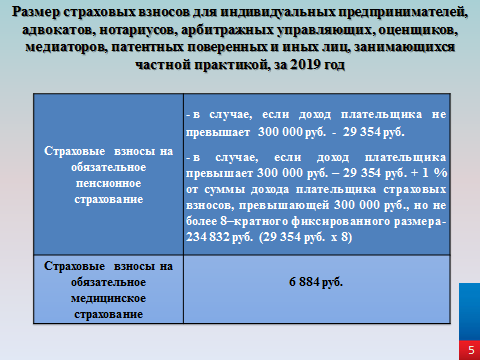 Размер страховых взносов для индивидуальных предпринимателей,
адвокатов, нотариусов, арбитражных управляющих, оценщиков,
медиаторов, патентных поверенных и иных лиц, занимающихся
частной практикой, за 2019 год
Страховые взносы на
обязательное
пенсионное
страхование
- в случае, если доход плательщика не
превышает 300 000 руб. - 29 354 руб.
- в случае, если доход плательщика
превышает 300 000 руб. – 29 354 руб. + 1 %
от суммы дохода плательщика страховых
взносов, превышающей 300 000 руб., но не
более 8–кратного фиксированного размера-
234 832 руб. (29 354 руб. х 8)
Страховые взносы на
обязательное
медицинское
страхование
6 884 руб.
5